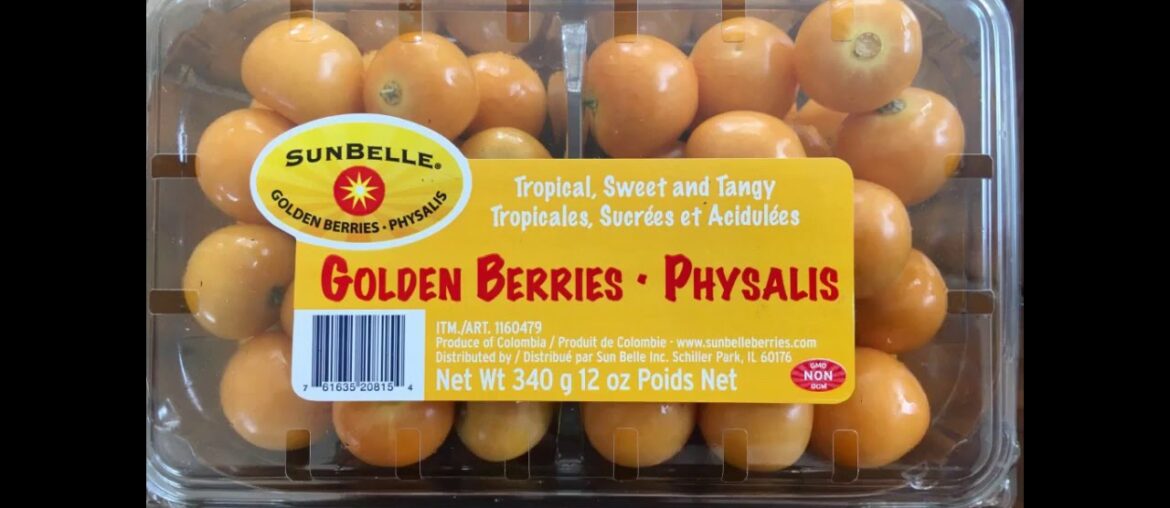 SUNBELLE®
GOLDEN BERRIES • PHYSALIS
Tropical, Sweet and Tangy
Tropicales, Sucrées et Acidulées
GOLDEN BERRIES • PHYSALIS
ITM./ART. 1160479
Produce of Colombia / Produit de Colombie - www.sunbelleberries.com
Distributed by / Distribué par Sun Belle Inc. Schiller Park, IL 60176
Net Wt 340 g 12 oz Poids Net
7 61635 20815 4
GMO
NON
OGM